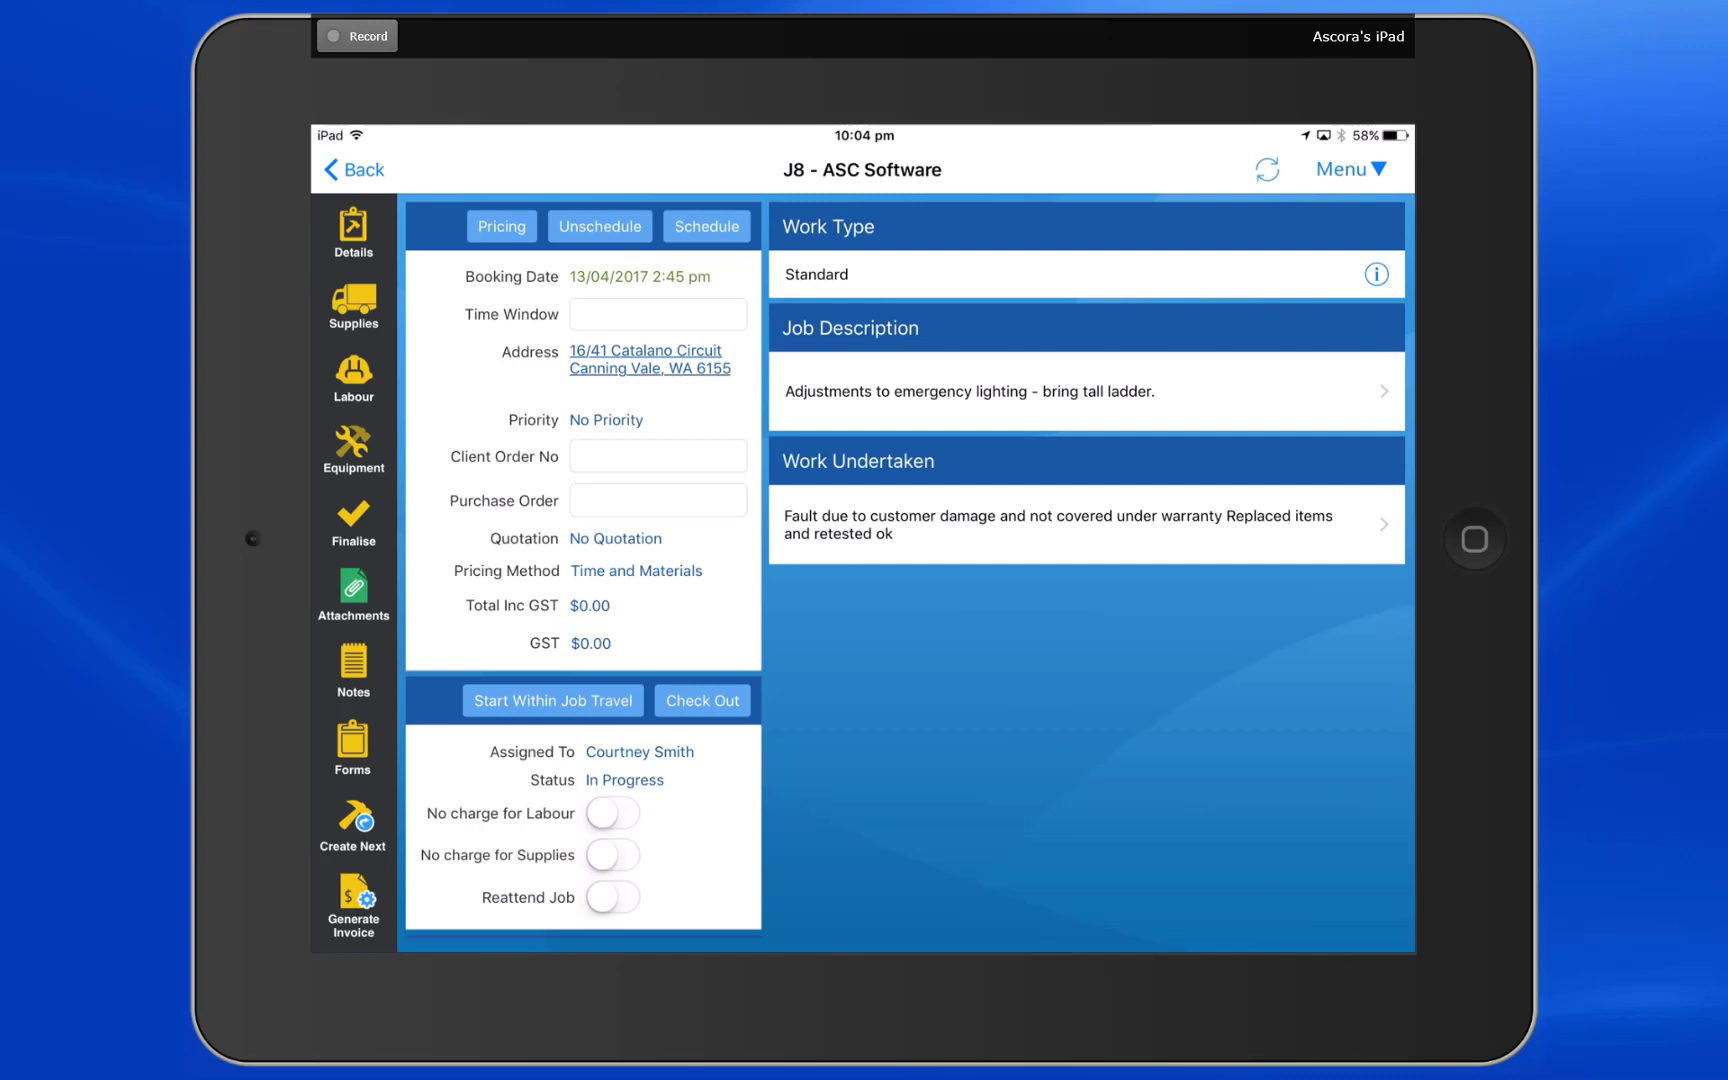 Record
Ascora's iPad
iPad
10:04 pm
58%
Back
J8 - ASC Software
Menu▼
Details
Supplies
Labour
Equipment
Finalise
Attachments
Notes
Forms
Create Next
Generate
Invoice
Pricing
Unschedule
Schedule
Booking Date 13/04/2017 2:45 pm
Time Window
Address 16/41 Catalano Circuit
Canning Vale, WA 6155
Priority No Priority
Client Order No
Purchase Order
Quotation No Quotation
Pricing Method Time and Materials
Total Inc GST $0.00
GST $0.00
Start Within Job Travel
Check Out
Assigned To Courtney Smith
Status In Progress
No charge for Labour
No charge for Supplies
Reattend Job
Work Type
Standard
Job Description
Adjustments to emergency lighting - bring tall ladder.
Work Undertaken
Fault due to customer damage and not covered under warranty Replaced items
and retested ok